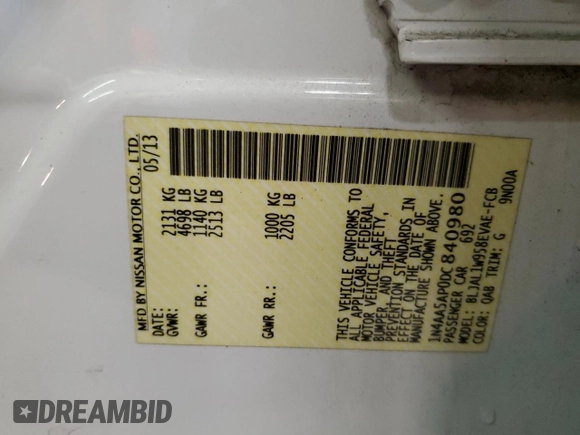 MFD BY NISSAN MOTOR CO., LTD.
DATE: 05/13
GVWR: 2131 KG
4698 LB
GAWR FR: 1140 KG
2513 LB
GAWR RR: 1000 KG
2205 LB
THIS VEHICLE CONFORMS TO
ALL APPLICABLE FEDERAL
MOTOR VEHICLE SAFETY,
BUMPER, AND THEFT
PREVENTION STANDARDS IN
EFFECT ON THE DATE OF
MANUFACTURE SHOWN ABOVE.
1N4AA5AP0DC840980
PASSENGER CAR 692
MODEL: BLJALIW958EVAE-FCB
COLOR: QAB TRIM: G 9N00A
DREAMBID